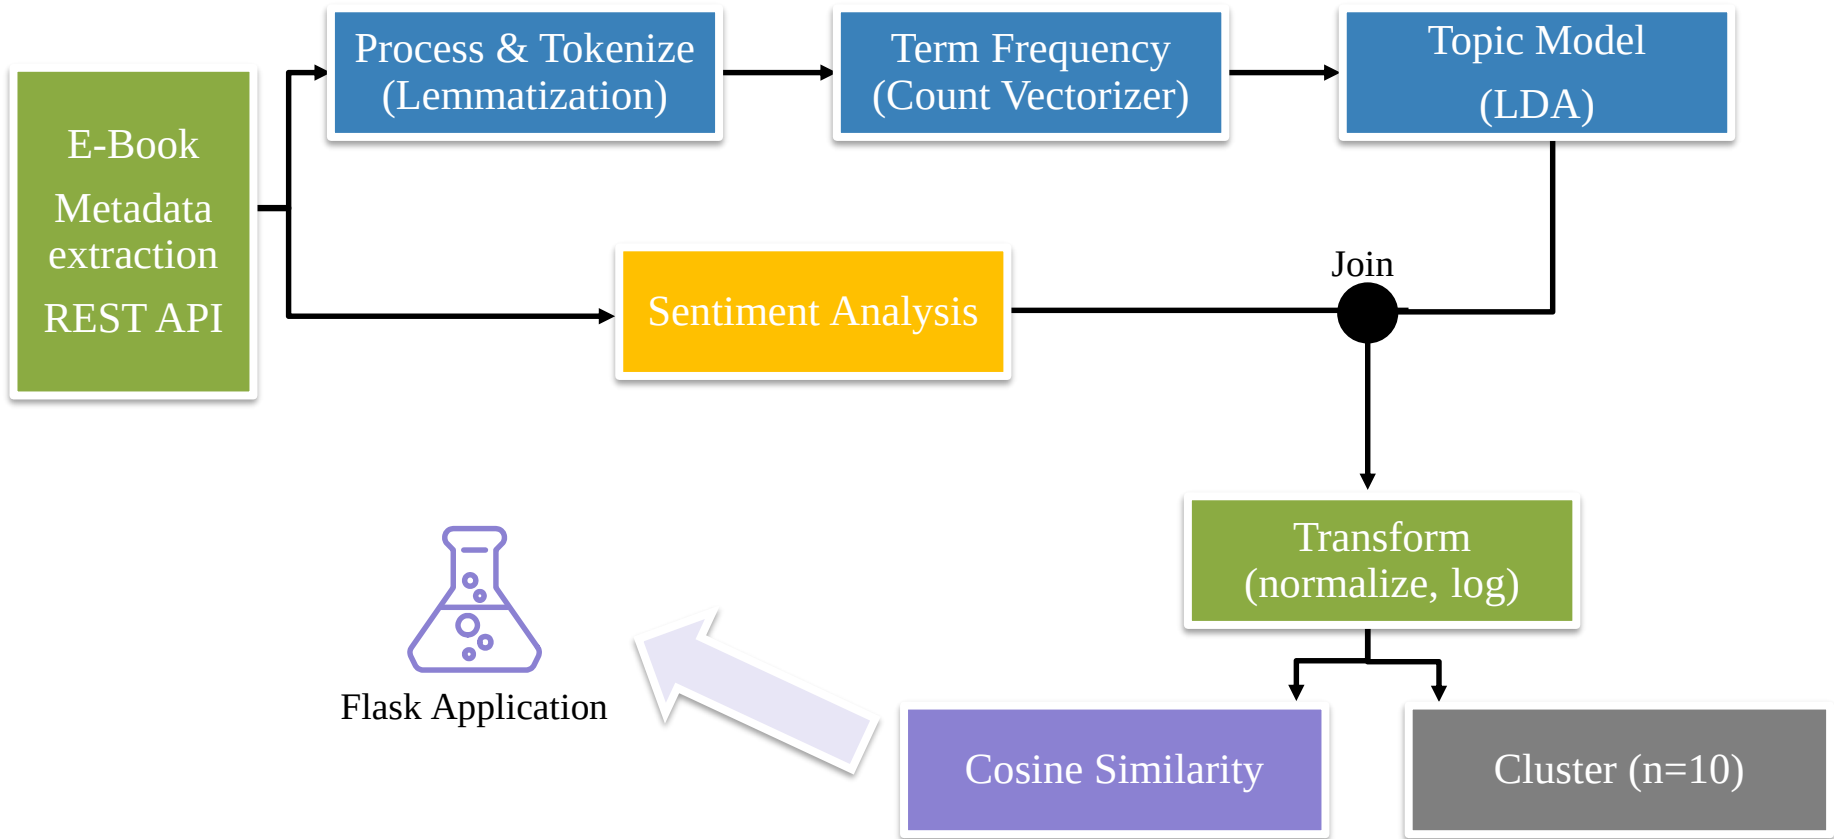 Process & Tokenize
(Lemmatization)
Term Frequency
(Count Vectorizer)
Topic Model
(LDA)
E-Book
Metadata
extraction
REST API
Sentiment Analysis
Join
Transform
(normalize, log)
Flask Application
Cosine Similarity
Cluster (n=10)